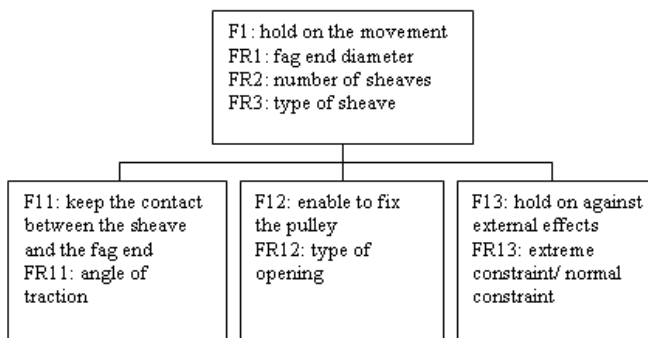 F1: hold on the movement
FR1: fag end diameter
FR2: number of sheaves
FR3: type of sheave
F11: keep the contact
between the sheave
and the fag end
FR11: angle of
traction
F12: enable to fix
the pulley
FR12: type of
opening
F13: hold on against
external effects
FR13: extreme
constraint/ normal
constraint